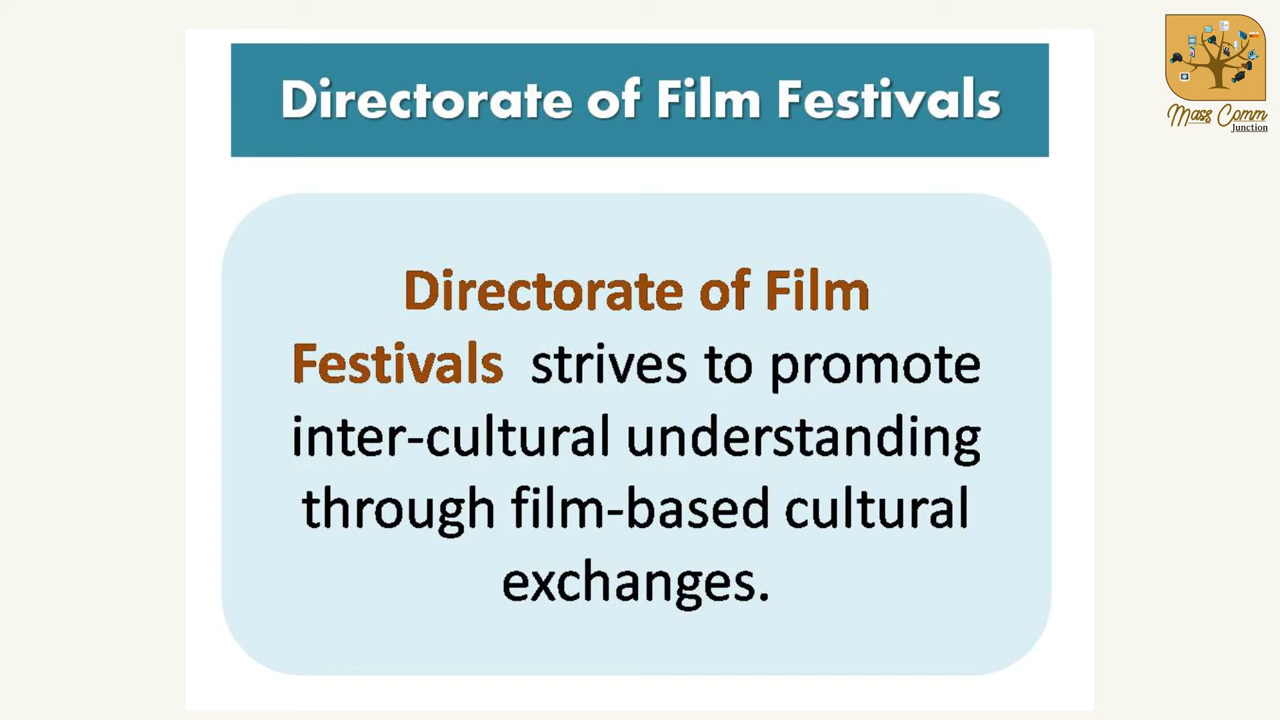 Directorate of Film Festivals
Mass Comm
Junction
Directorate of Film
Festivals strives to promote
inter-cultural understanding
through film-based cultural
exchanges.